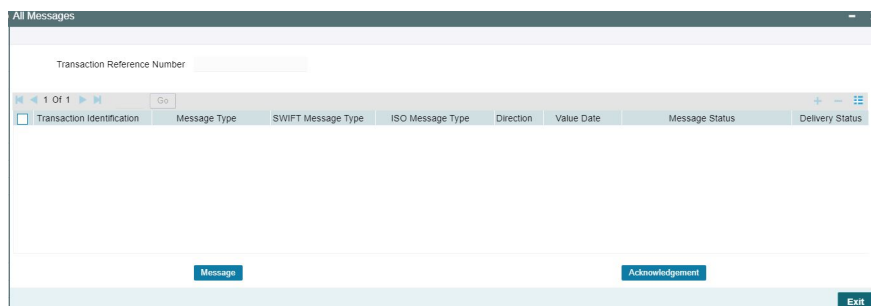 All Messages
Transaction Reference Number
1 Of 1 Go
Transaction Identification Message Type SWIFT Message Type ISO Message Type Direction Value Date Message Status Delivery Status
Message Acknowledgement
Exit